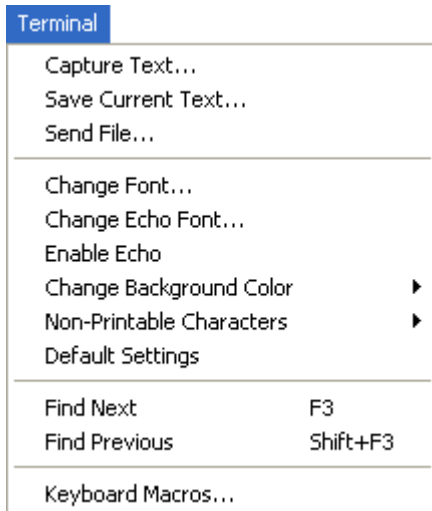 Terminal
Capture Text...
Save Current Text...
Send File...
Change Font...
Change Echo Font...
Enable Echo
Change Background Color
Non-Printable Characters
Default Settings
Find Next F3
Find Previous Shift+F3
Keyboard Macros...